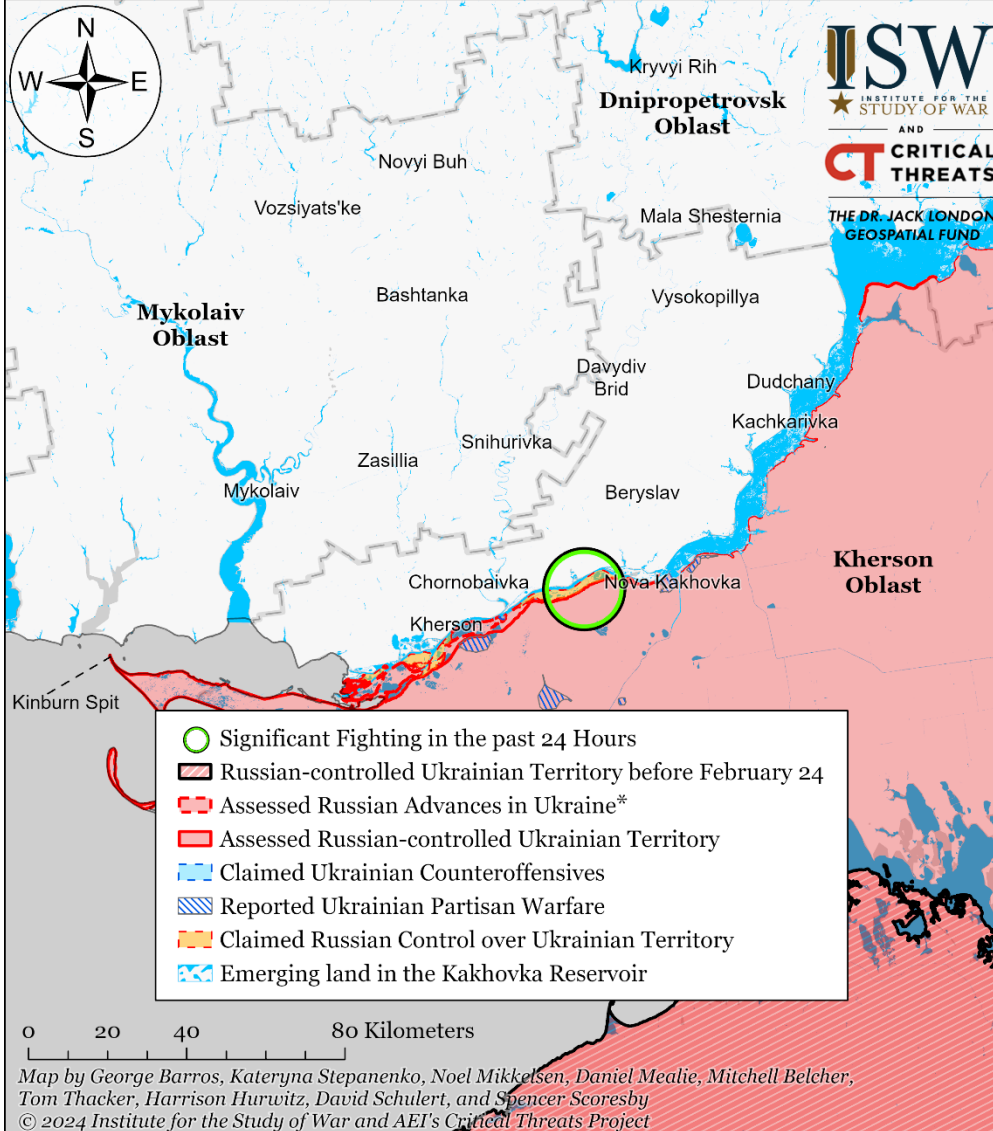 N
W
E
S
ISW
INSTITUTE FOR THE
STUDY OF WAR
AND
CT CRITICAL
THREATS
THE DR. JACK LONDON
GEOSPATIAL FUND
Kryvyi Rih
Dnipropetrovsk
Oblast
Novyi Buh
Vozsiyats'ke
Mala Shesternia
Bashtanka
Vysokopillya
Mykolaiv
Oblast
Davydiv
Brid
Dudchany
Kachkarivka
Snihurivka
Zasillia
Mykolaiv
Beryslav
Kherson
Oblast
Chornobaivka
Nova Kakhovka
Kherson
Kinburn Spit
Significant Fighting in the past 24 Hours
Russian-controlled Ukrainian Territory before February 24
Assessed Russian Advances in Ukraine*
Assessed Russian-controlled Ukrainian Territory
Claimed Ukrainian Counteroffensives
Reported Ukrainian Partisan Warfare
Claimed Russian Control over Ukrainian Territory
Emerging land in the Kakhovka Reservoir
0 20 40 80 Kilometers
Map by George Barros, Kateryna Stepanenko, Noel Mikkelsen, Daniel Mealie, Mitchell Belcher,
Tom Thacker, Harrison Hurwitz, David Schulert, and Spencer Scoresby
© 2024 Institute for the Study of War and AEI's Critical Threats Project